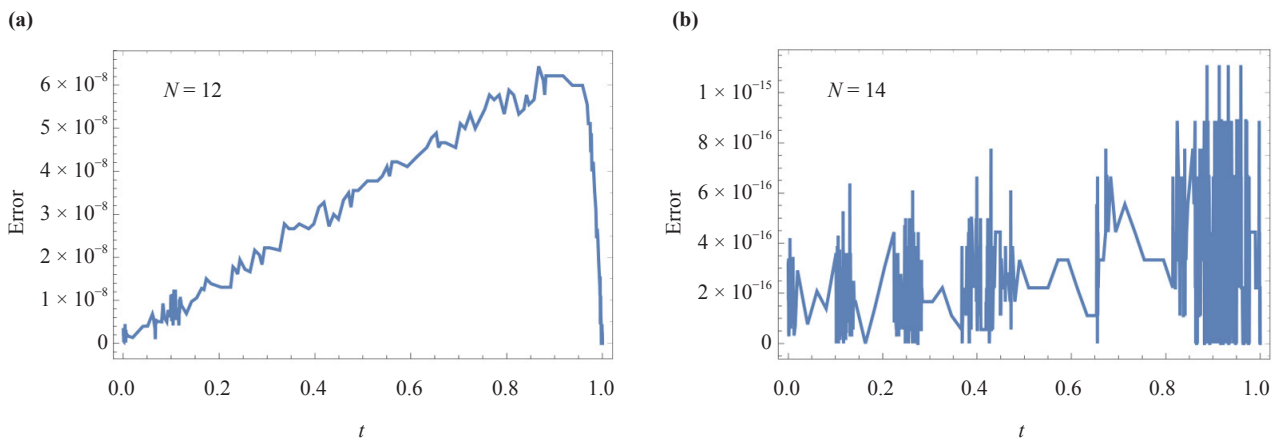 (a)
N = 12
6 × 10⁻⁸
5 × 10⁻⁸
4 × 10⁻⁸
3 × 10⁻⁸
2 × 10⁻⁸
1 × 10⁻⁸
0
Error
0.0 0.2 0.4 0.6 0.8 1.0
t
(b)
N = 14
1 × 10⁻¹⁵
8 × 10⁻¹⁶
6 × 10⁻¹⁶
4 × 10⁻¹⁶
2 × 10⁻¹⁶
0
Error
0.0 0.2 0.4 0.6 0.8 1.0
t